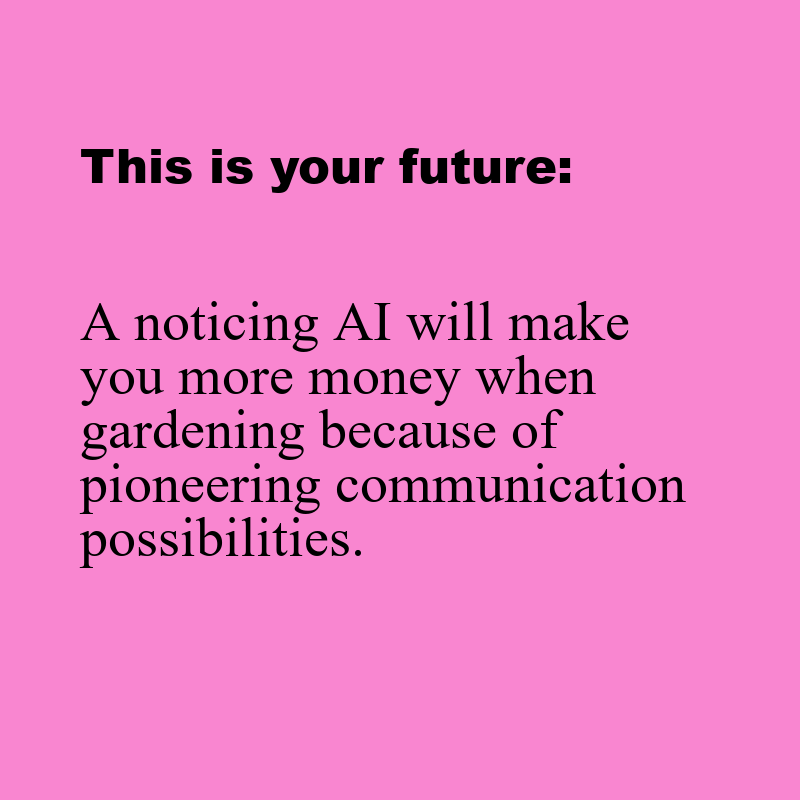 This is your future:
A noticing AI will make
you more money when
gardening because of
pioneering communication
possibilities.